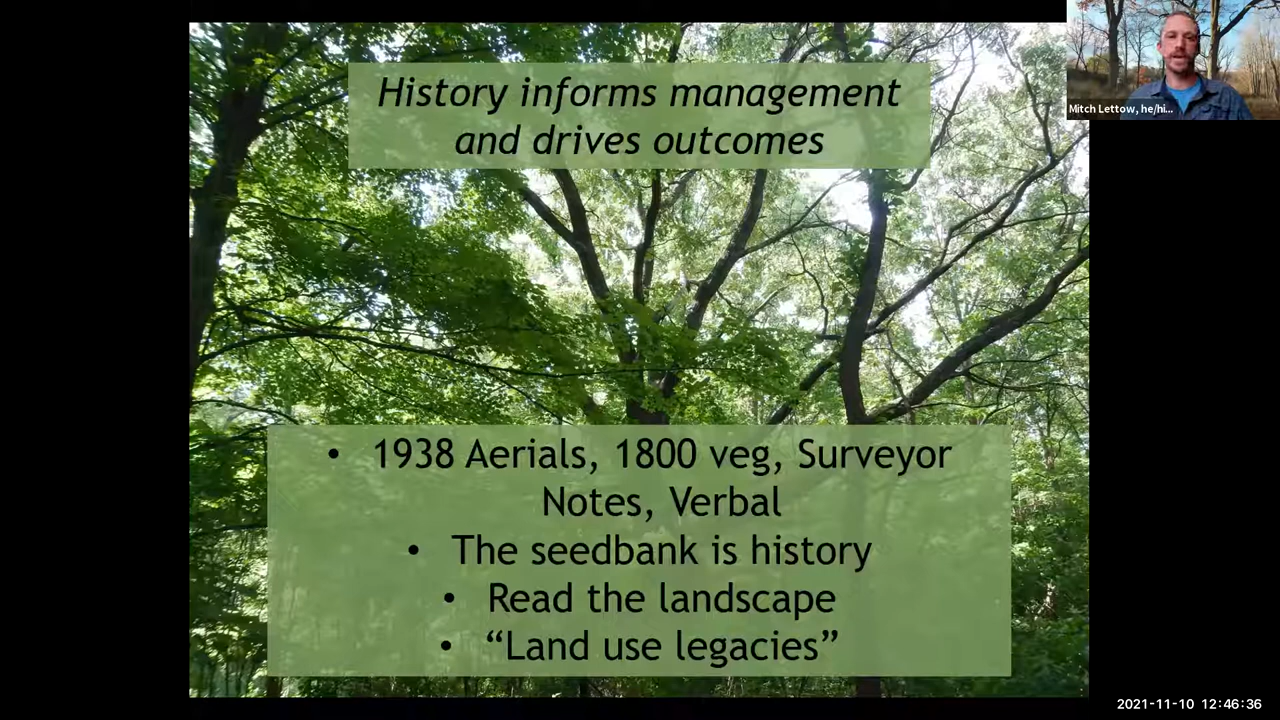 History informs management
and drives outcomes
Mitch Lettow, he/hi...
• 1938 Aerials, 1800 veg, Surveyor
Notes, Verbal
• The seedbank is history
• Read the landscape
• “Land use legacies”
2021-11-10 12:46:36